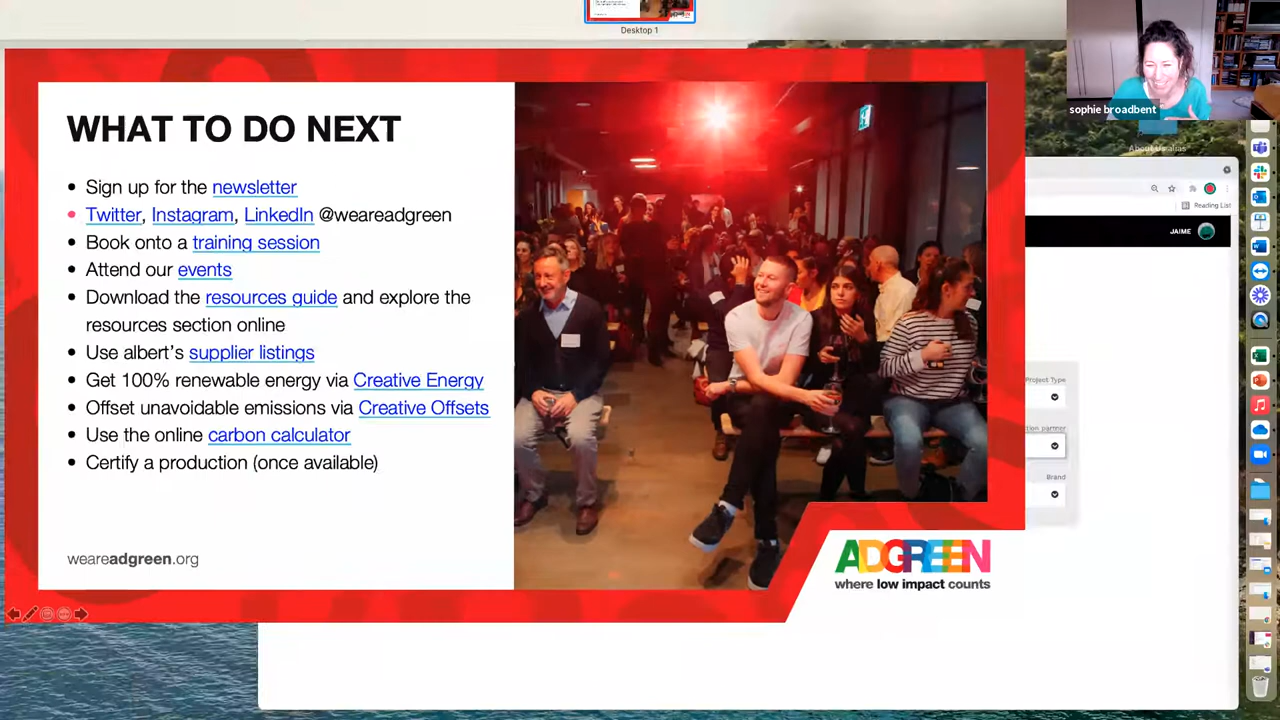 Desktop 1
sophie broadbent
WHAT TO DO NEXT
• Sign up for the newsletter
• Twitter, Instagram, LinkedIn @weareadgreen
• Book onto a training session
• Attend our events
• Download the resources guide and explore the
resources section online
• Use albert's supplier listings
• Get 100% renewable energy via Creative Energy
• Offset unavoidable emissions via Creative Offsets
• Use the online carbon calculator
• Certify a production (once available)
weareadgreen.org
ADGREEN
where low impact counts
Reading List
JAIME
Project Type
partner
Brand